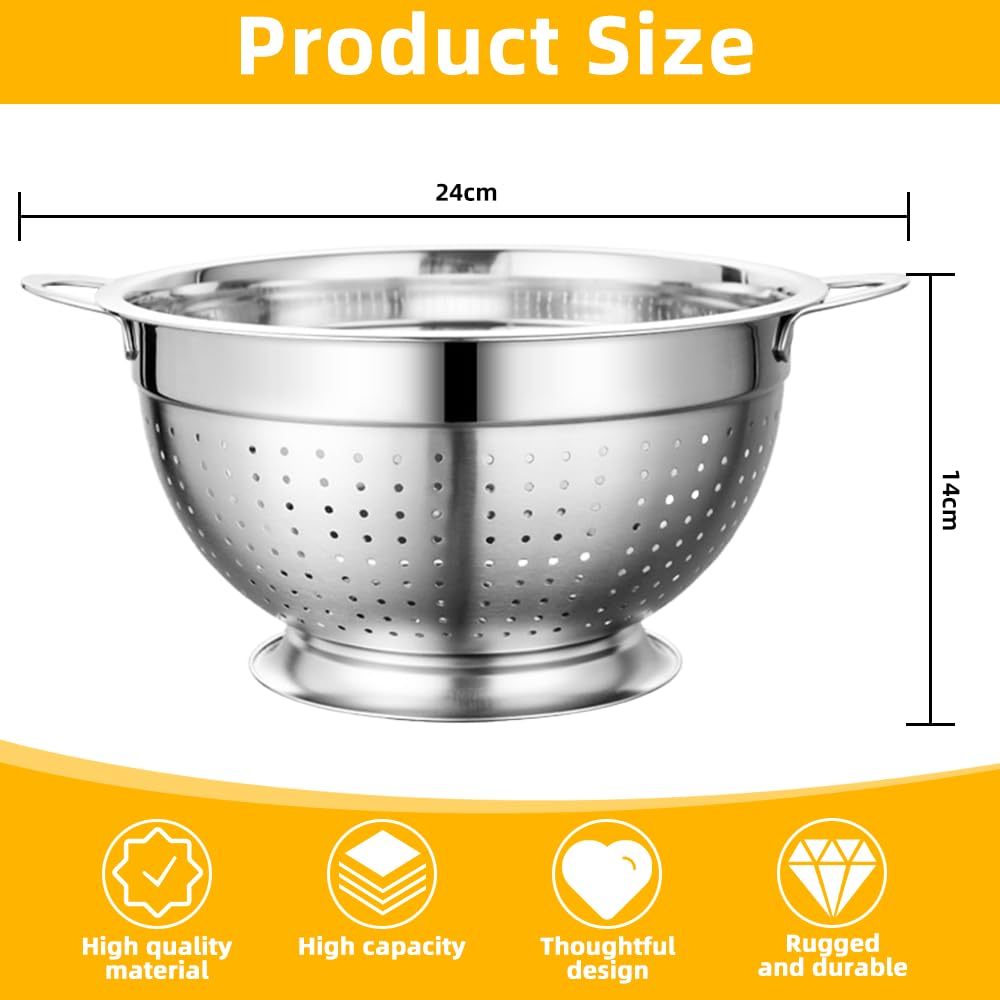 Product Size
24cm
14cm
High quality
material
High capacity
Thoughtful
design
Rugged
and durable